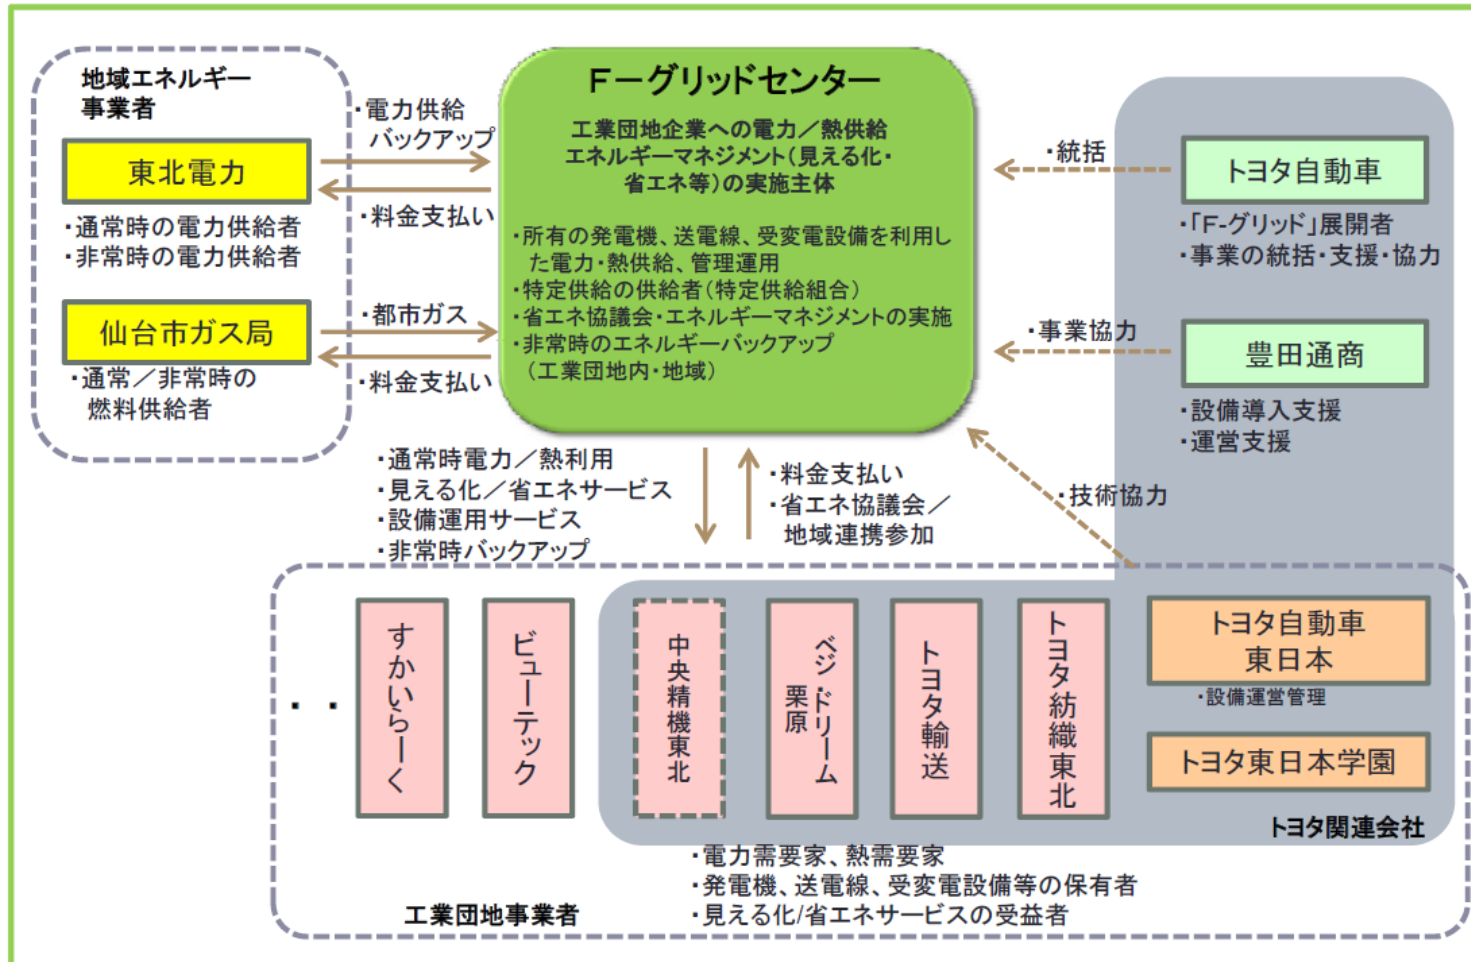 地域エネルギー
事業者
東北電力
・通常時の電力供給者
・非常時の電力供給者
仙台市ガス局
・通常／非常時の
燃料供給者
・電力供給
バックアップ
・料金支払い
・都市ガス
・料金支払い
Ｆーグリッドセンター
工業団地企業への電力／熱供給
エネルギーマネジメント（見える化・
省エネ等）の実施主体
・所有の発電機、送電線、受変電設備を利用し
た電力・熱供給、管理運用
・特定供給の供給者（特定供給組合）
・省エネ協議会・エネルギーマネジメントの実施
・非常時のエネルギーバックアップ
（工業団地内・地域）
・統括
・事業協力
・技術協力
トヨタ自動車
・「F-グリッド」展開者
・事業の統括・支援・協力
豊田通商
・設備導入支援
・運営支援
・通常時電力／熱利用
・見える化／省エネサービス
・設備運用サービス
・非常時バックアップ
・料金支払い
・省エネ協議会／
地域連携参加
・・
すかいらーく
ビューテック
中央精機東北
ベジ・ドリーム
栗原
トヨタ輸送
トヨタ紡織東北
トヨタ自動車
東日本
・設備運営管理
トヨタ東日本学園
トヨタ関連会社
・電力需要家、熱需要家
・発電機、送電線、受変電設備等の保有者
・見える化/省エネサービスの受益者
工業団地事業者